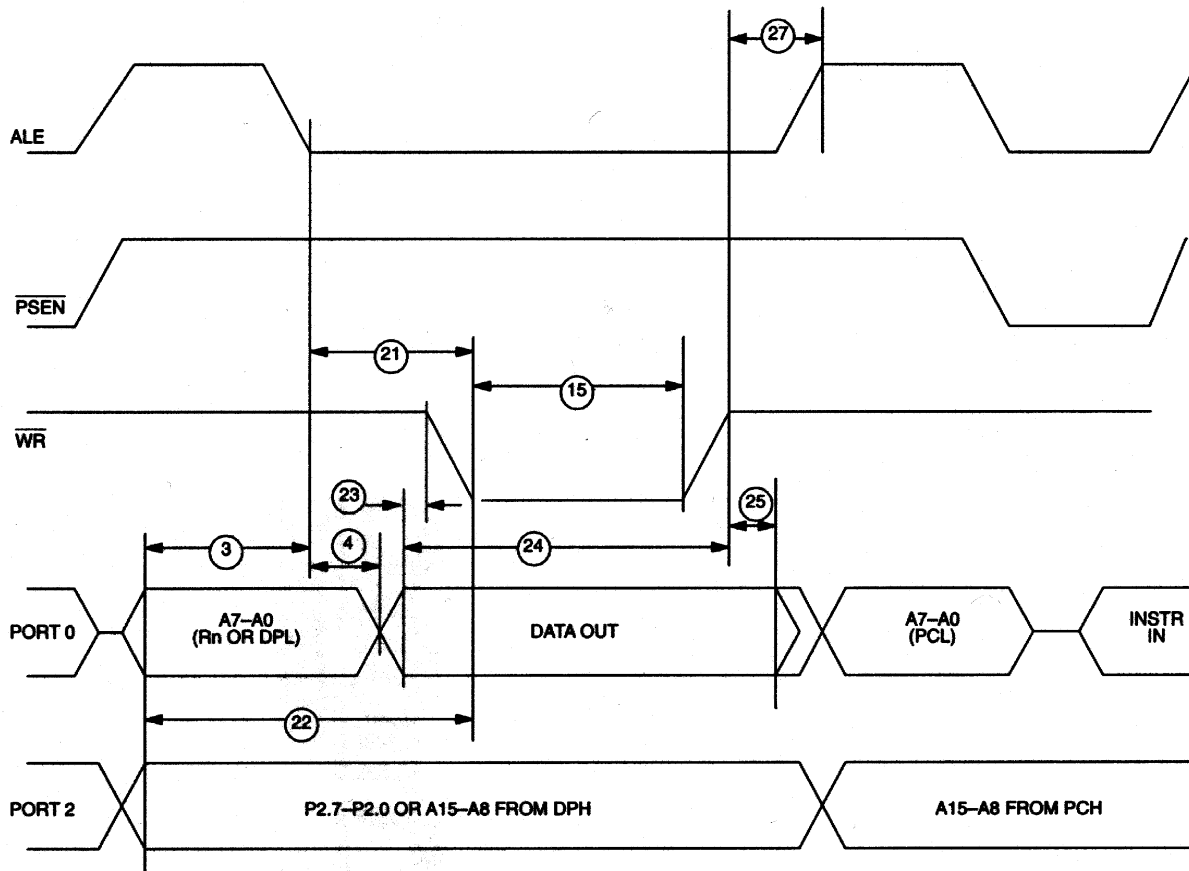 27
ALE
PSEN
21
15
WR
23
25
3
4
24
PORT 0
A7–A0
(Rn OR DPL)
DATA OUT
A7–A0
(PCL)
INSTR
IN
22
PORT 2
P2.7–P2.0 OR A15–A8 FROM DPH
A15–A8 FROM PCH